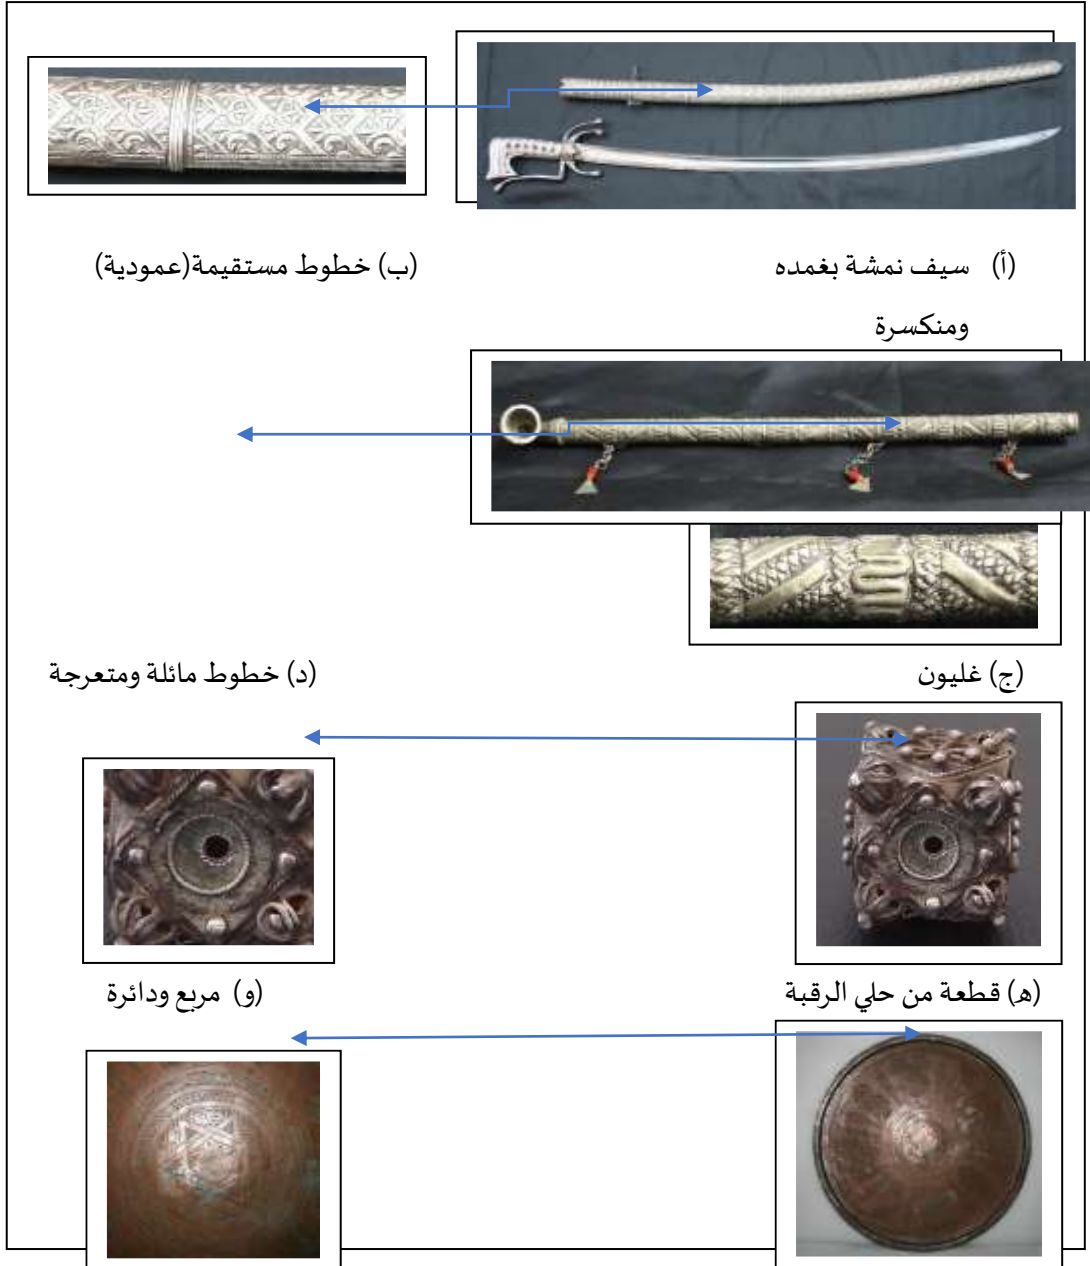 (أ) سيف نمشة بغمده
(ب) خطوط مستقيمة(عمودية)
ومنكسرة
(ج) غليون
(د) خطوط مائلة ومتعرجة
(ه) قطعة من حلي الرقبة
(و) مربع ودائرة